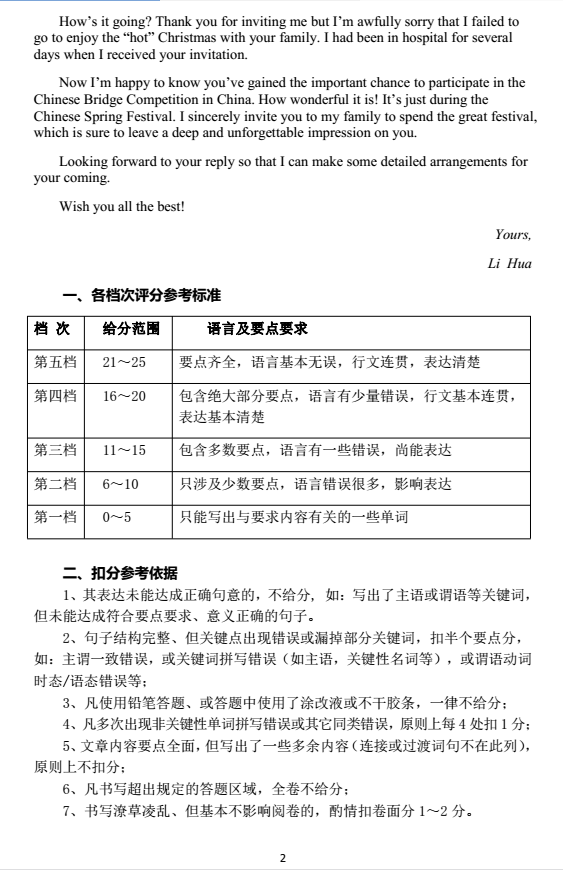 How's it going? Thank you for inviting me but I'm awfully sorry that I failed to
go to enjoy the “hot” Christmas with your family. I had been in hospital for several
days when I received your invitation.
Now I'm happy to know you've gained the important chance to participate in the
Chinese Bridge Competition in China. How wonderful it is! It's just during the
Chinese Spring Festival. I sincerely invite you to my family to spend the great festival,
which is sure to leave a deep and unforgettable impression on you.
Looking forward to your reply so that I can make some detailed arrangements for
your coming.
Wish you all the best!
Yours,
Li Hua
一、各档次评分参考标准
档 次 给分范围 语言及要点要求
第五档 21～25 要点齐全，语言基本无误，行文连贯，表达清楚
第四档 16～20 包含绝大部分要点，语言有少量错误，行文基本连贯，
表达基本清楚
第三档 11～15 包含多数要点，语言有一些错误，尚能表达
第二档 6～10 只涉及少数要点，语言错误很多，影响表达
第一档 0～5 只能写出与要求内容有关的一些单词
二、扣分参考依据
1、其表达未能达成正确句意的，不给分, 如：写出了主语或谓语等关键词，
但未能达成符合要点要求、意义正确的句子。
2、句子结构完整、但关键点出现错误或漏掉部分关键词，扣半个要点分，
如：主谓一致错误，或关键词拼写错误（如主语，关键性名词等），或谓语动词
时态/语态错误等；
3、凡使用铅笔答题、或答题中使用了涂改液或不干胶条，一律不给分；
4、凡多次出现非关键性单词拼写错误或其它同类错误，原则上每 4 处扣 1 分；
5、文章内容要点全面，但写出了一些多余内容（连接或过渡词句不在此列），
原则上不扣分；
6、凡书写超出规定的答题区域，全卷不给分；
7、书写潦草凌乱、但基本不影响阅卷的，酌情扣卷面分 1～2 分。
2